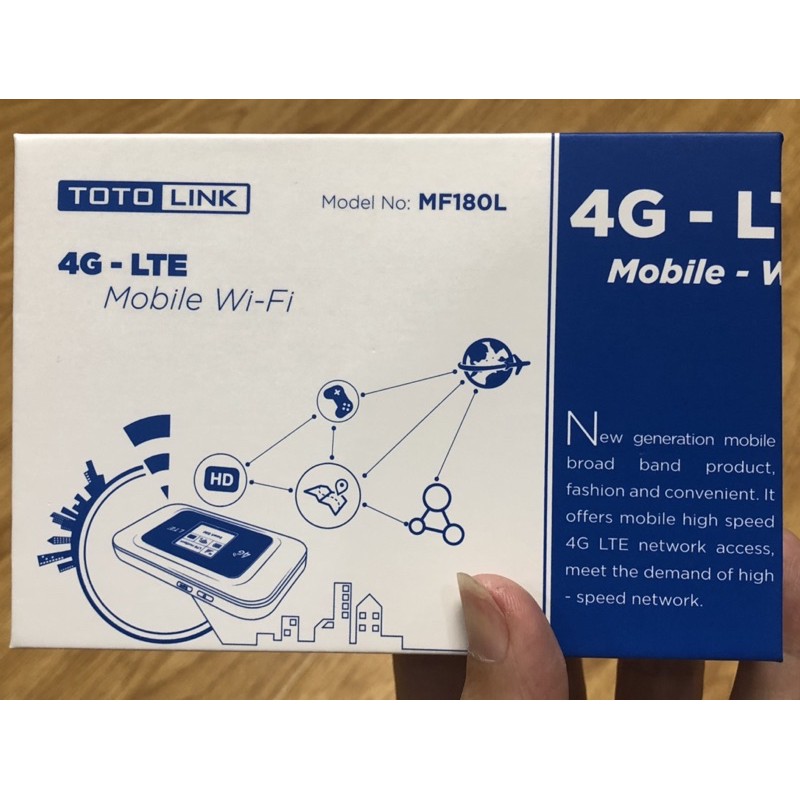 TOTO LINK
Model No: MF180L
4G - LTE
Mobile Wi-Fi
HD
4G
4G - LT
Mobile - W
New generation mobile
broad band product,
fashion and convenient. It
offers mobile high speed
4G LTE network access,
meet the demand of high
- speed network.